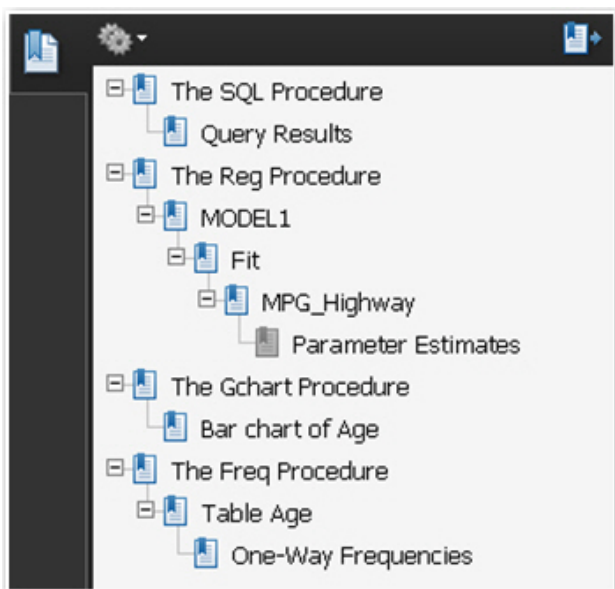 The SQL Procedure
Query Results
The Reg Procedure
MODEL1
Fit
MPG_Highway
Parameter Estimates
The Gchart Procedure
Bar chart of Age
The Freq Procedure
Table Age
One-Way Frequencies